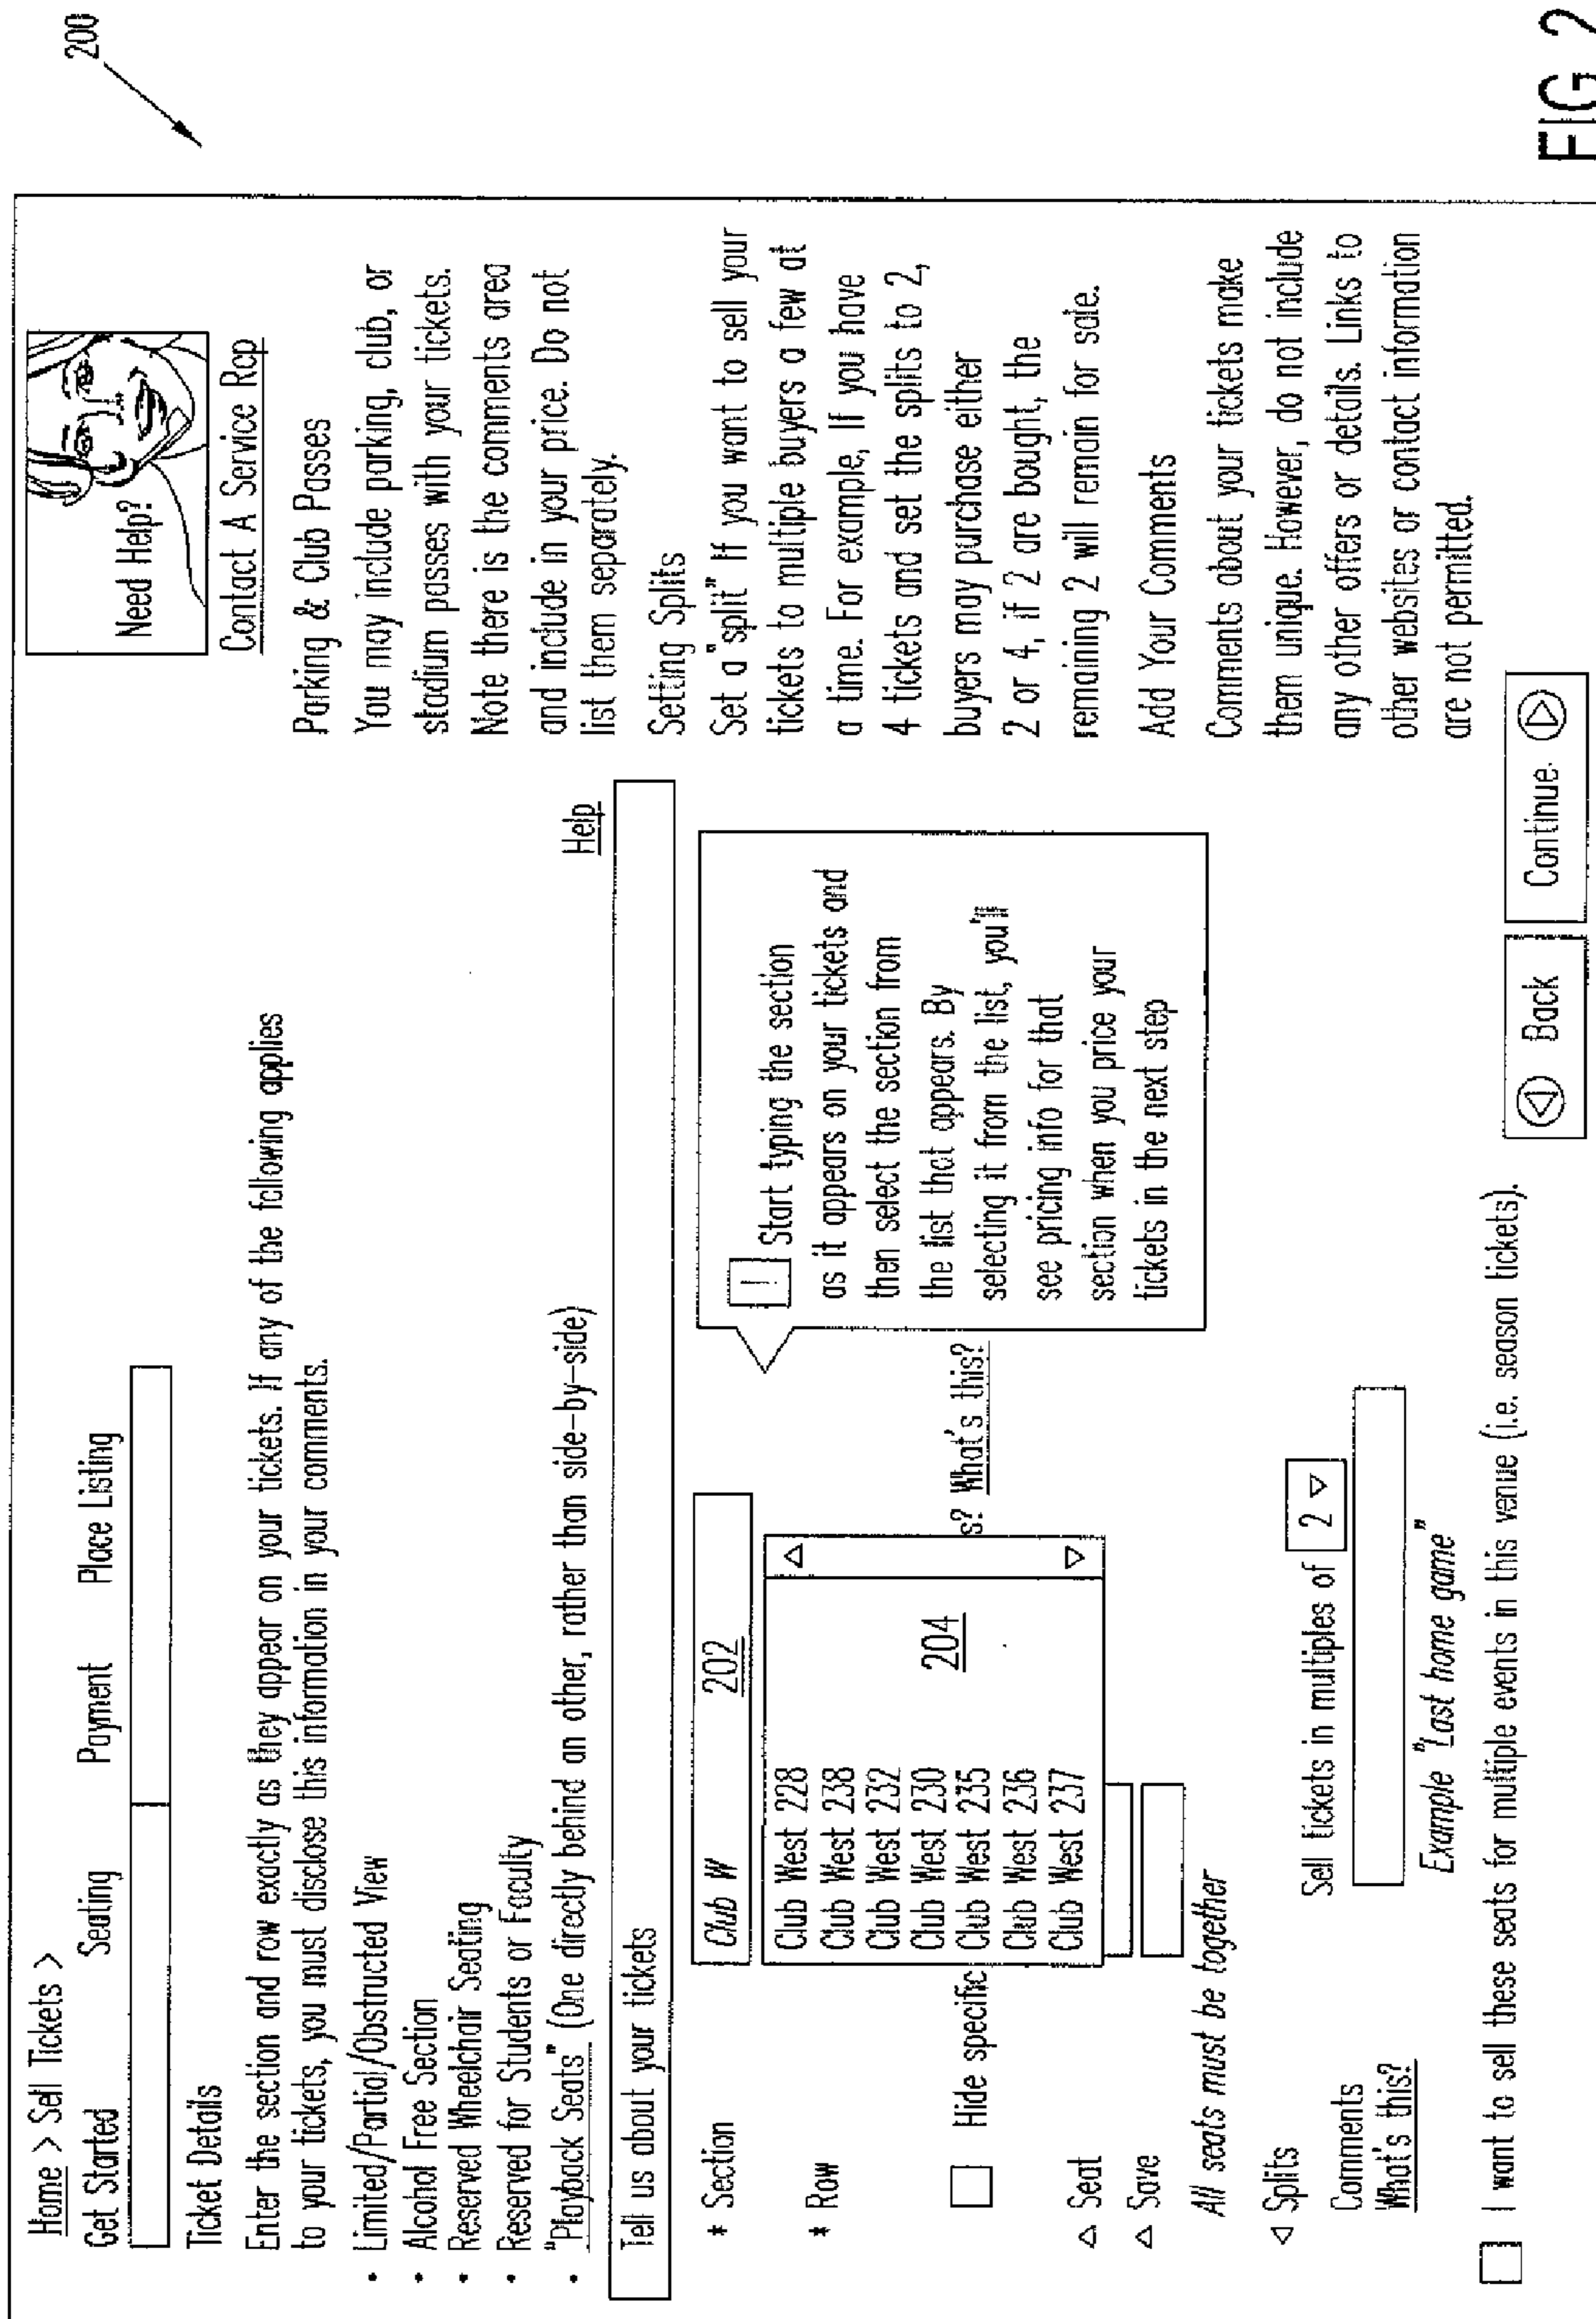 200
Home > Sell Tickets >
Get Started Seating Payment Place Listing
Need Help?
Contact A Service Rep
Ticket Details
Enter the section and row exactly as they appear on your tickets. If any of the following applies
to your tickets, you must disclose this information in your comments.
• Limited/Partial/Obstructed View
• Alcohol Free Section
• Reserved Wheelchair Seating
• Reserved for Students or Faculty
• "Playback Seats" (One directly behind an other, rather than side-by-side)
Help
Tell us about your tickets
* Section
Club W 202
* Row
Club West 228
Club West 238
Club West 232
Club West 230
Club West 235
Club West 236
Club West 237
204
Hide specific
s? What's this?
! Start typing the section
as it appears on your tickets and
then select the section from
the list that appears. By
selecting it from the list, you'll
see pricing info for that
section when you price your
tickets in the next step
△ Seat
△ Save
All seats must be together
◁ Splits
Sell tickets in multiples of 2 ▽
Comments
What's this?
Example "Last home game"
I want to sell these seats for multiple events in this venue (i.e. season tickets).
Parking & Club Passes
You may include parking, club, or
stadium passes with your tickets.
Note there is the comments area
and include in your price. Do not
list them separately.
Setting Splits
Set a "split" If you want to sell your
tickets to multiple buyers a few at
a time. For example, If you have
4 tickets and set the splits to 2,
buyers may purchase either
2 or 4, if 2 are bought, the
remaining 2 will remain for sale.
Add Your Comments
Comments about your tickets make
them unique. However, do not include
any other offers or details. Links to
other websites or contact information
are not permitted.
Back Continue
FIG 2